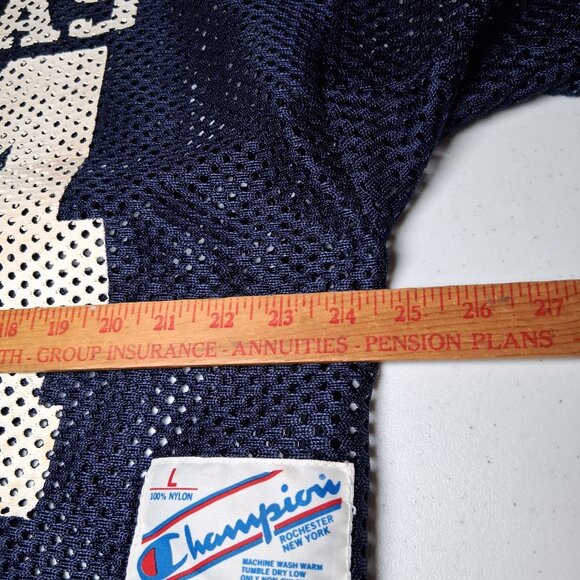 AS
18 19 20 21 22 23 24 25 26 27
TH - GROUP INSURANCE - ANNUITIES - PENSION PLANS
L
100% NYLON
Champion
ROCHESTER
NEW YORK
MACHINE WASH WARM
TUMBLE DRY LOW